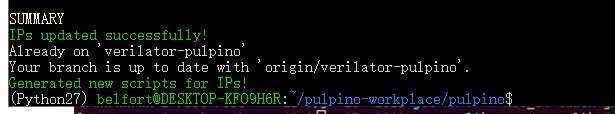 SUMMARY
IPs updated successfully!
Already on 'verilator-pulpino'
Your branch is up to date with 'origin/verilator-pulpino'.
Generated new scripts for IPs!
(Python27) belfort@DESKTOP-KFO9H6R:~/pulpino-workplace/pulpino$